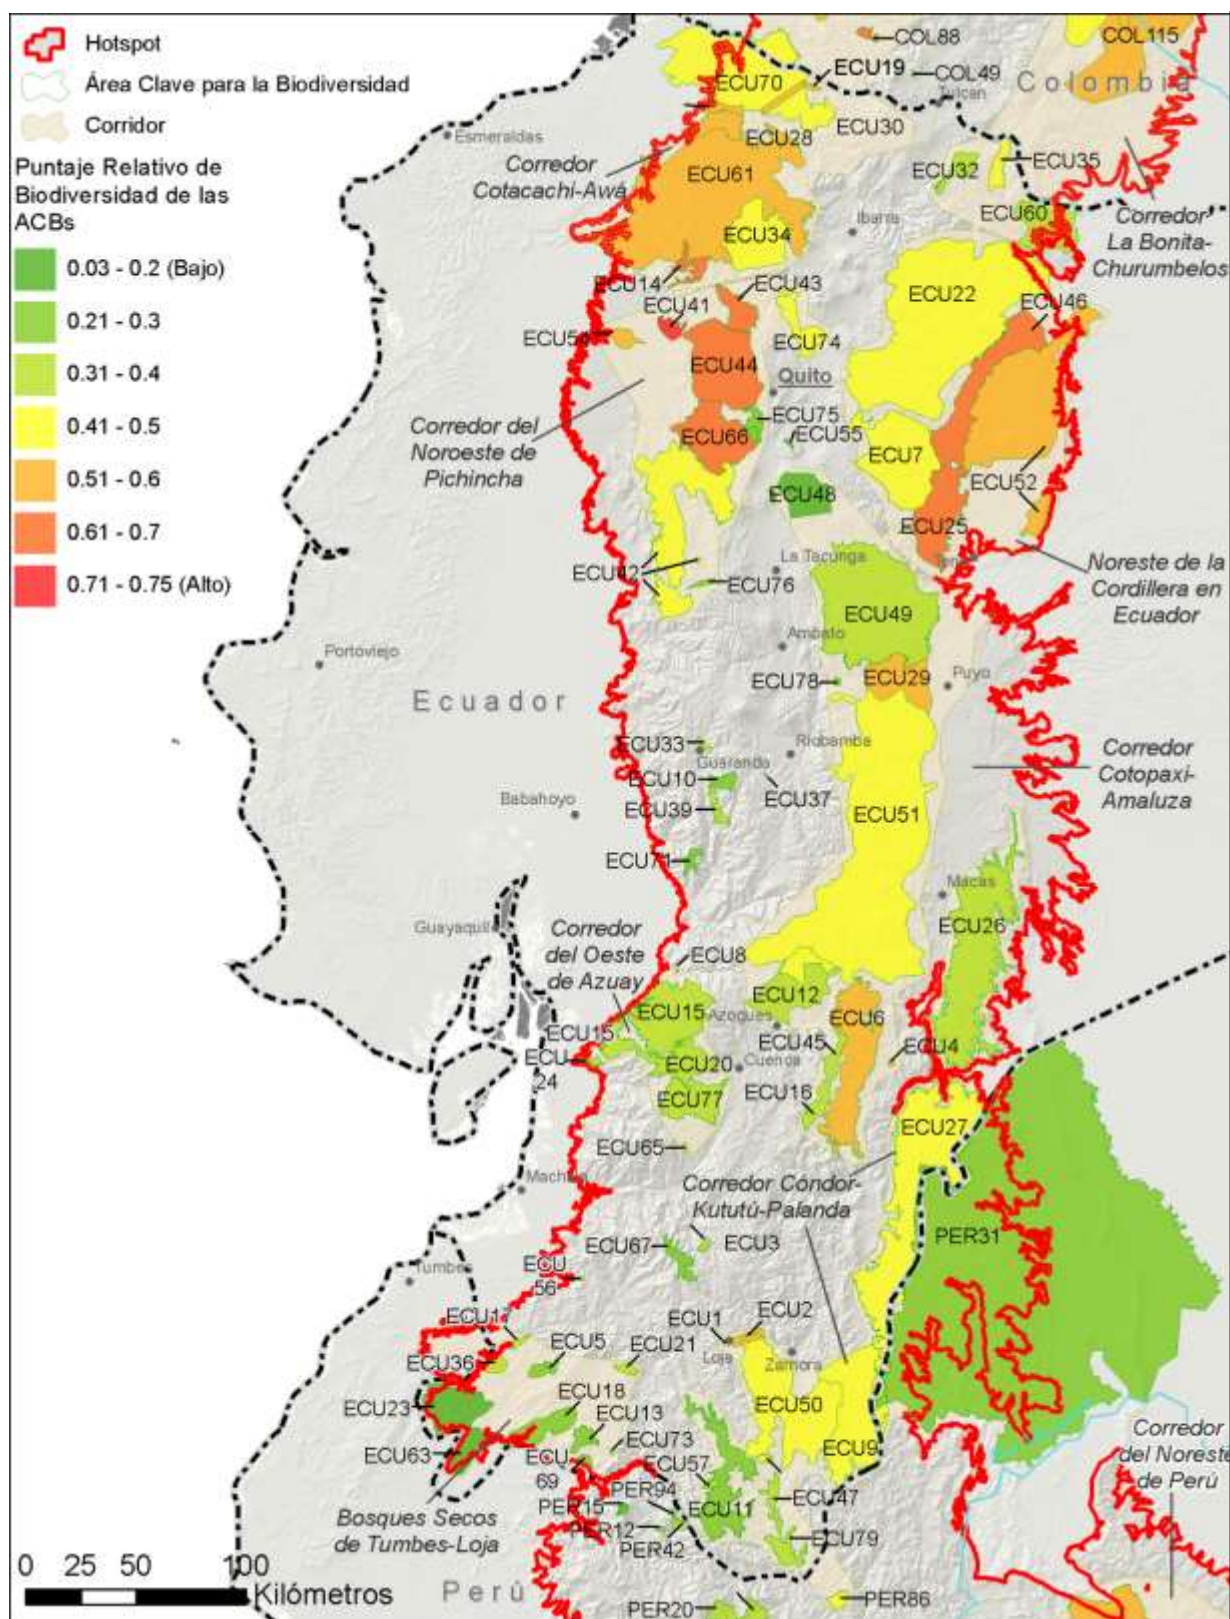 Hotspot
Área Clave para la Biodiversidad
Corridor
Puntaje Relativo de
Biodiversidad de las
ACBs
0.03 - 0.2 (Bajo)
0.21 - 0.3
0.31 - 0.4
0.41 - 0.5
0.51 - 0.6
0.61 - 0.7
0.71 - 0.75 (Alto)
COL88
COL115
ECU19
COL49
ECU70
Tulcan
Colombia
Esmeraldas
ECU28
ECU30
Corredor
Cotacachi-Awá
ECU61
ECU32
ECU35
ECU34
Ibarra
ECU60
Corredor
La Bonita-
Churumbelos
ECU14
ECU43
ECU22
ECU41
ECU46
ECU54
ECU74
ECU44
Quito
ECU75
Corredor del
Noroeste de
Pichincha
ECU66
ECU55
ECU7
ECU52
ECU48
ECU25
La Tacunga
Tena
ECU42
ECU76
Noreste de la
Cordillera en
Ecuador
ECU49
Ambato
Portoviejo
ECU78
ECU29
Puyo
Ecuador
ECU33
Guaranda
Riobamba
ECU10
ECU37
Corredor
Cotopaxi-
Amaluza
Babahoyo
ECU39
ECU51
ECU71
Macas
Guayaquil
ECU26
Corredor
del Oeste
de Azuay
ECU8
ECU12
ECU15
Azogues
ECU6
ECU15
ECU45
ECU4
ECU
24
ECU20
Cuenca
ECU77
ECU16
ECU27
ECU65
Machala
Corredor Cóndor-
Kututú-Palanda
ECU67
ECU3
PER31
Tumbes
ECU
56
ECU17
ECU1
ECU2
ECU5
ECU21
Loja
Zamora
ECU36
ECU23
ECU18
ECU50
ECU13
ECU63
ECU73
ECU9
Corredor
del Noreste
de Perú
ECU
69
ECU57
PER94
ECU47
PER15
ECU11
Bosques Secos
de Tumbes-Loja
PER12
PER42
ECU79
0 25 50 100
Kilómetros
Perú
PER20
PER86